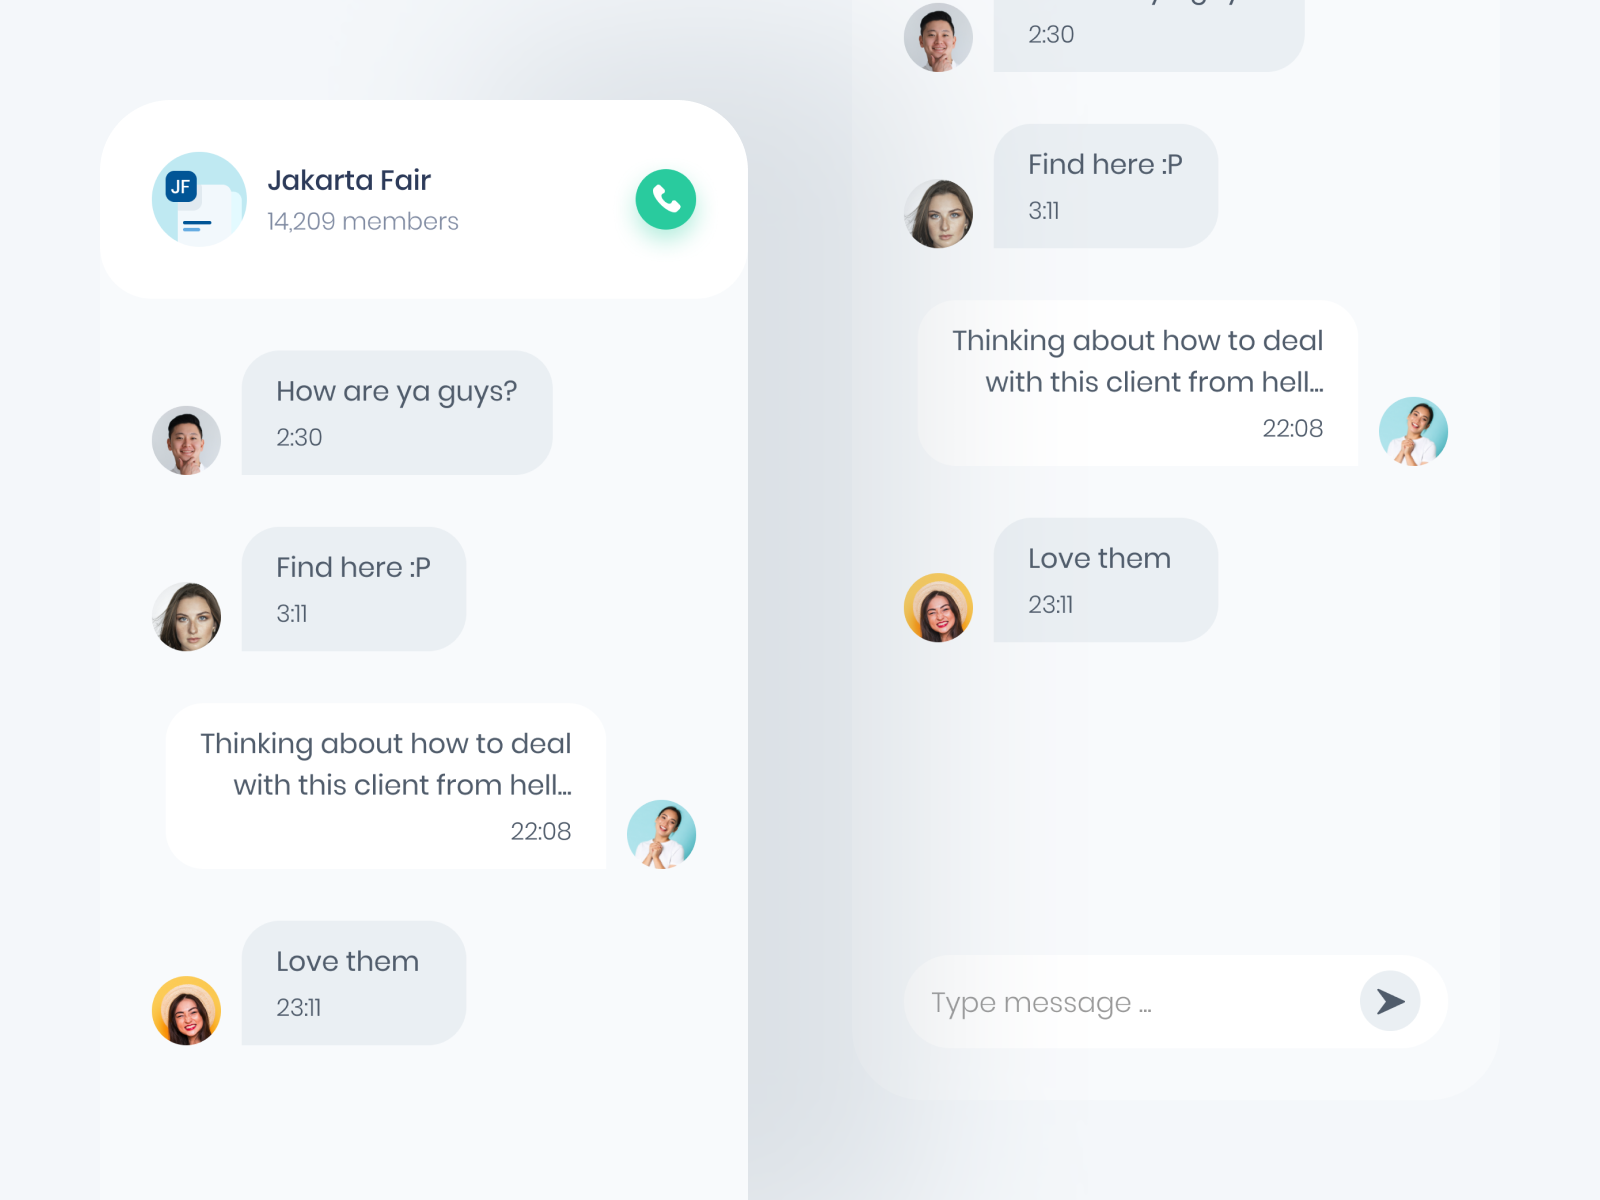 JF
Jakarta Fair
14,209 members
How are ya guys?
2:30
Find here :P
3:11
Thinking about how to deal
with this client from hell...
22:08
Love them
23:11
2:30
Find here :P
3:11
Thinking about how to deal
with this client from hell...
22:08
Love them
23:11
Type message ...